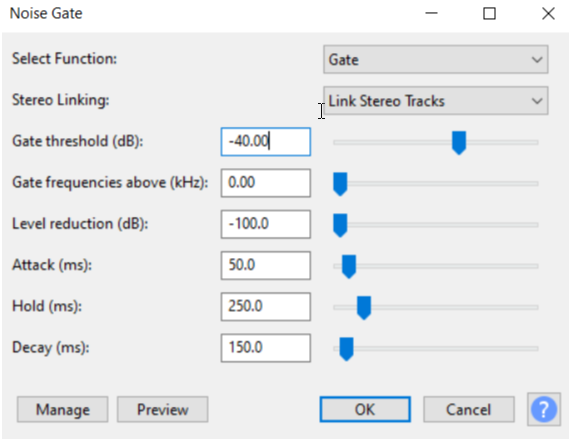 Noise Gate
Select Function: Gate
Stereo Linking: Link Stereo Tracks
Gate threshold (dB): -40.00
Gate frequencies above (kHz): 0.00
Level reduction (dB): -100.0
Attack (ms): 50.0
Hold (ms): 250.0
Decay (ms): 150.0
Manage Preview OK Cancel ?